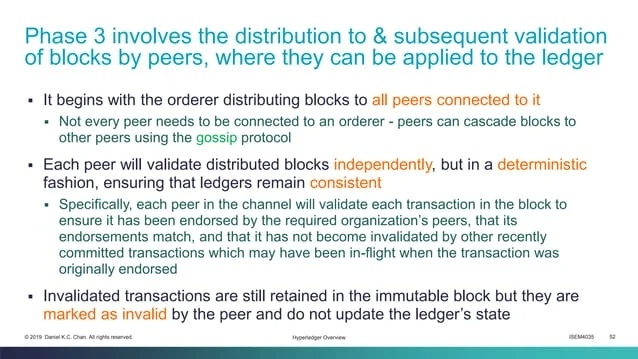 Phase 3 involves the distribution to & subsequent validation
of blocks by peers, where they can be applied to the ledger
▪ It begins with the orderer distributing blocks to all peers connected to it
▪ Not every peer needs to be connected to an orderer - peers can cascade blocks to
other peers using the gossip protocol
▪ Each peer will validate distributed blocks independently, but in a deterministic
fashion, ensuring that ledgers remain consistent
▪ Specifically, each peer in the channel will validate each transaction in the block to
ensure it has been endorsed by the required organization's peers, that its
endorsements match, and that it has not become invalidated by other recently
committed transactions which may have been in-flight when the transaction was
originally endorsed
▪ Invalidated transactions are still retained in the immutable block but they are
marked as invalid by the peer and do not update the ledger's state
© 2019 Daniel K.C. Chan. All rights reserved. Hyperledger Overview ISEM4035 52